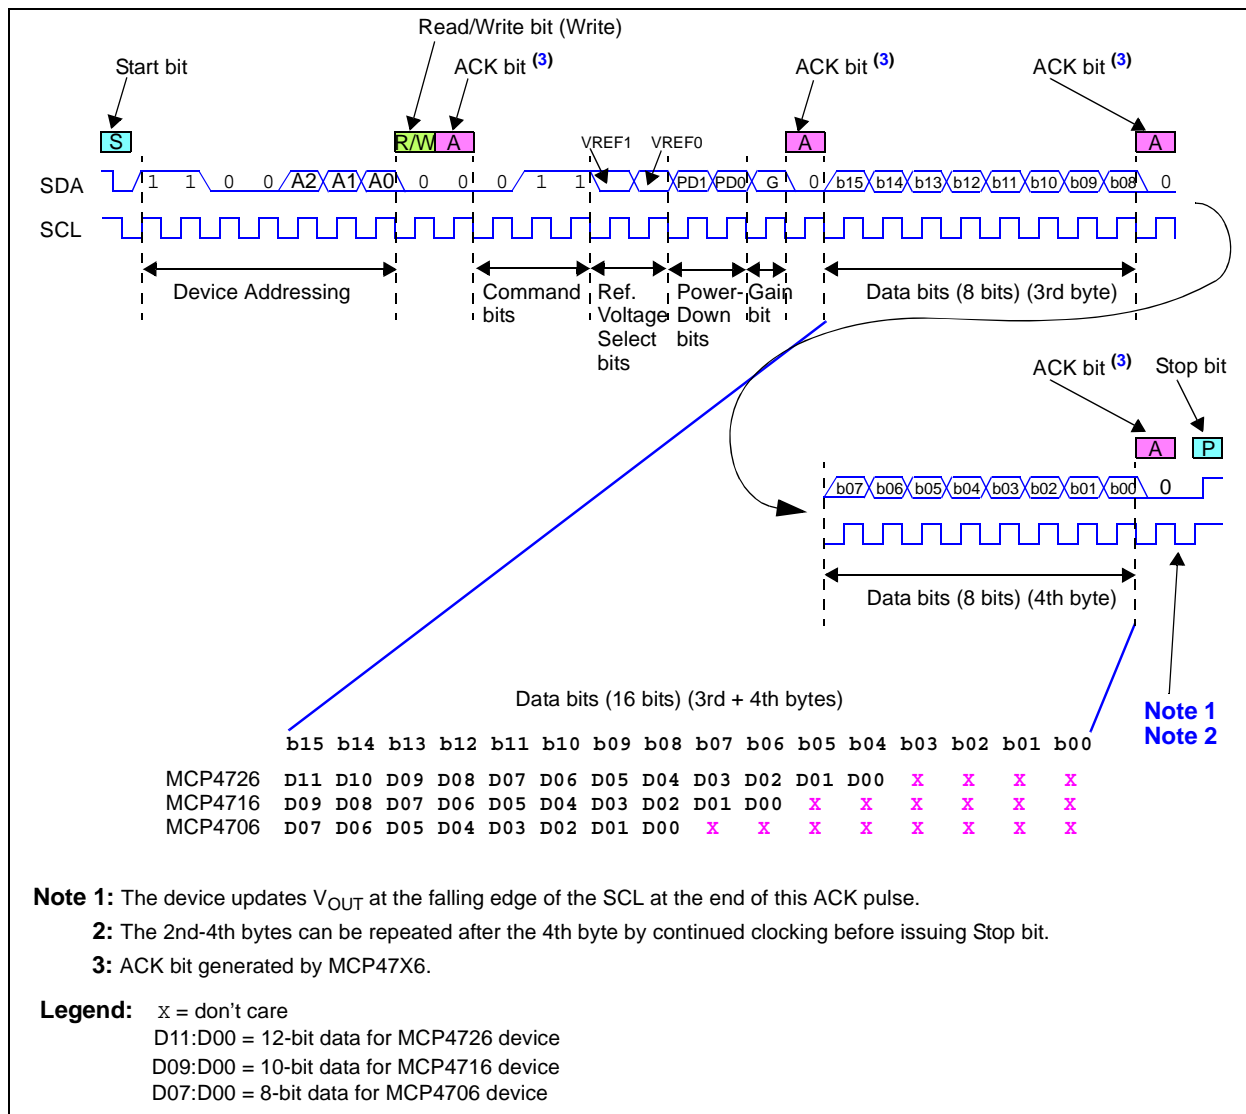 Read/Write bit (Write)
Start bit
ACK bit (3)
ACK bit (3)
ACK bit (3)
S
R/W
A
A
A
VREF1
VREF0
SDA
1 1 0 0 A2 A1 A0 0 0 0 1 1 PD1 PD0 G 0 b15 b14 b13 b12 b11 b10 b09 b08 0
SCL
Device Addressing
Command bits
Ref. Voltage Select bits
Power-Down bits
Gain bit
Data bits (8 bits) (3rd byte)
ACK bit (3)
Stop bit
A
P
b07 b06 b05 b04 b03 b02 b01 b00 0
Data bits (8 bits) (4th byte)
Note 1
Note 2
Data bits (16 bits) (3rd + 4th bytes)
b15 b14 b13 b12 b11 b10 b09 b08 b07 b06 b05 b04 b03 b02 b01 b00
MCP4726 D11 D10 D09 D08 D07 D06 D05 D04 D03 D02 D01 D00 X X X X
MCP4716 D09 D08 D07 D06 D05 D04 D03 D02 D01 D00 X X X X X X
MCP4706 D07 D06 D05 D04 D03 D02 D01 D00 X X X X X X X X
Note 1: The device updates VOUT at the falling edge of the SCL at the end of this ACK pulse.
2: The 2nd-4th bytes can be repeated after the 4th byte by continued clocking before issuing Stop bit.
3: ACK bit generated by MCP47X6.
Legend: X = don't care
D11:D00 = 12-bit data for MCP4726 device
D09:D00 = 10-bit data for MCP4716 device
D07:D00 = 8-bit data for MCP4706 device